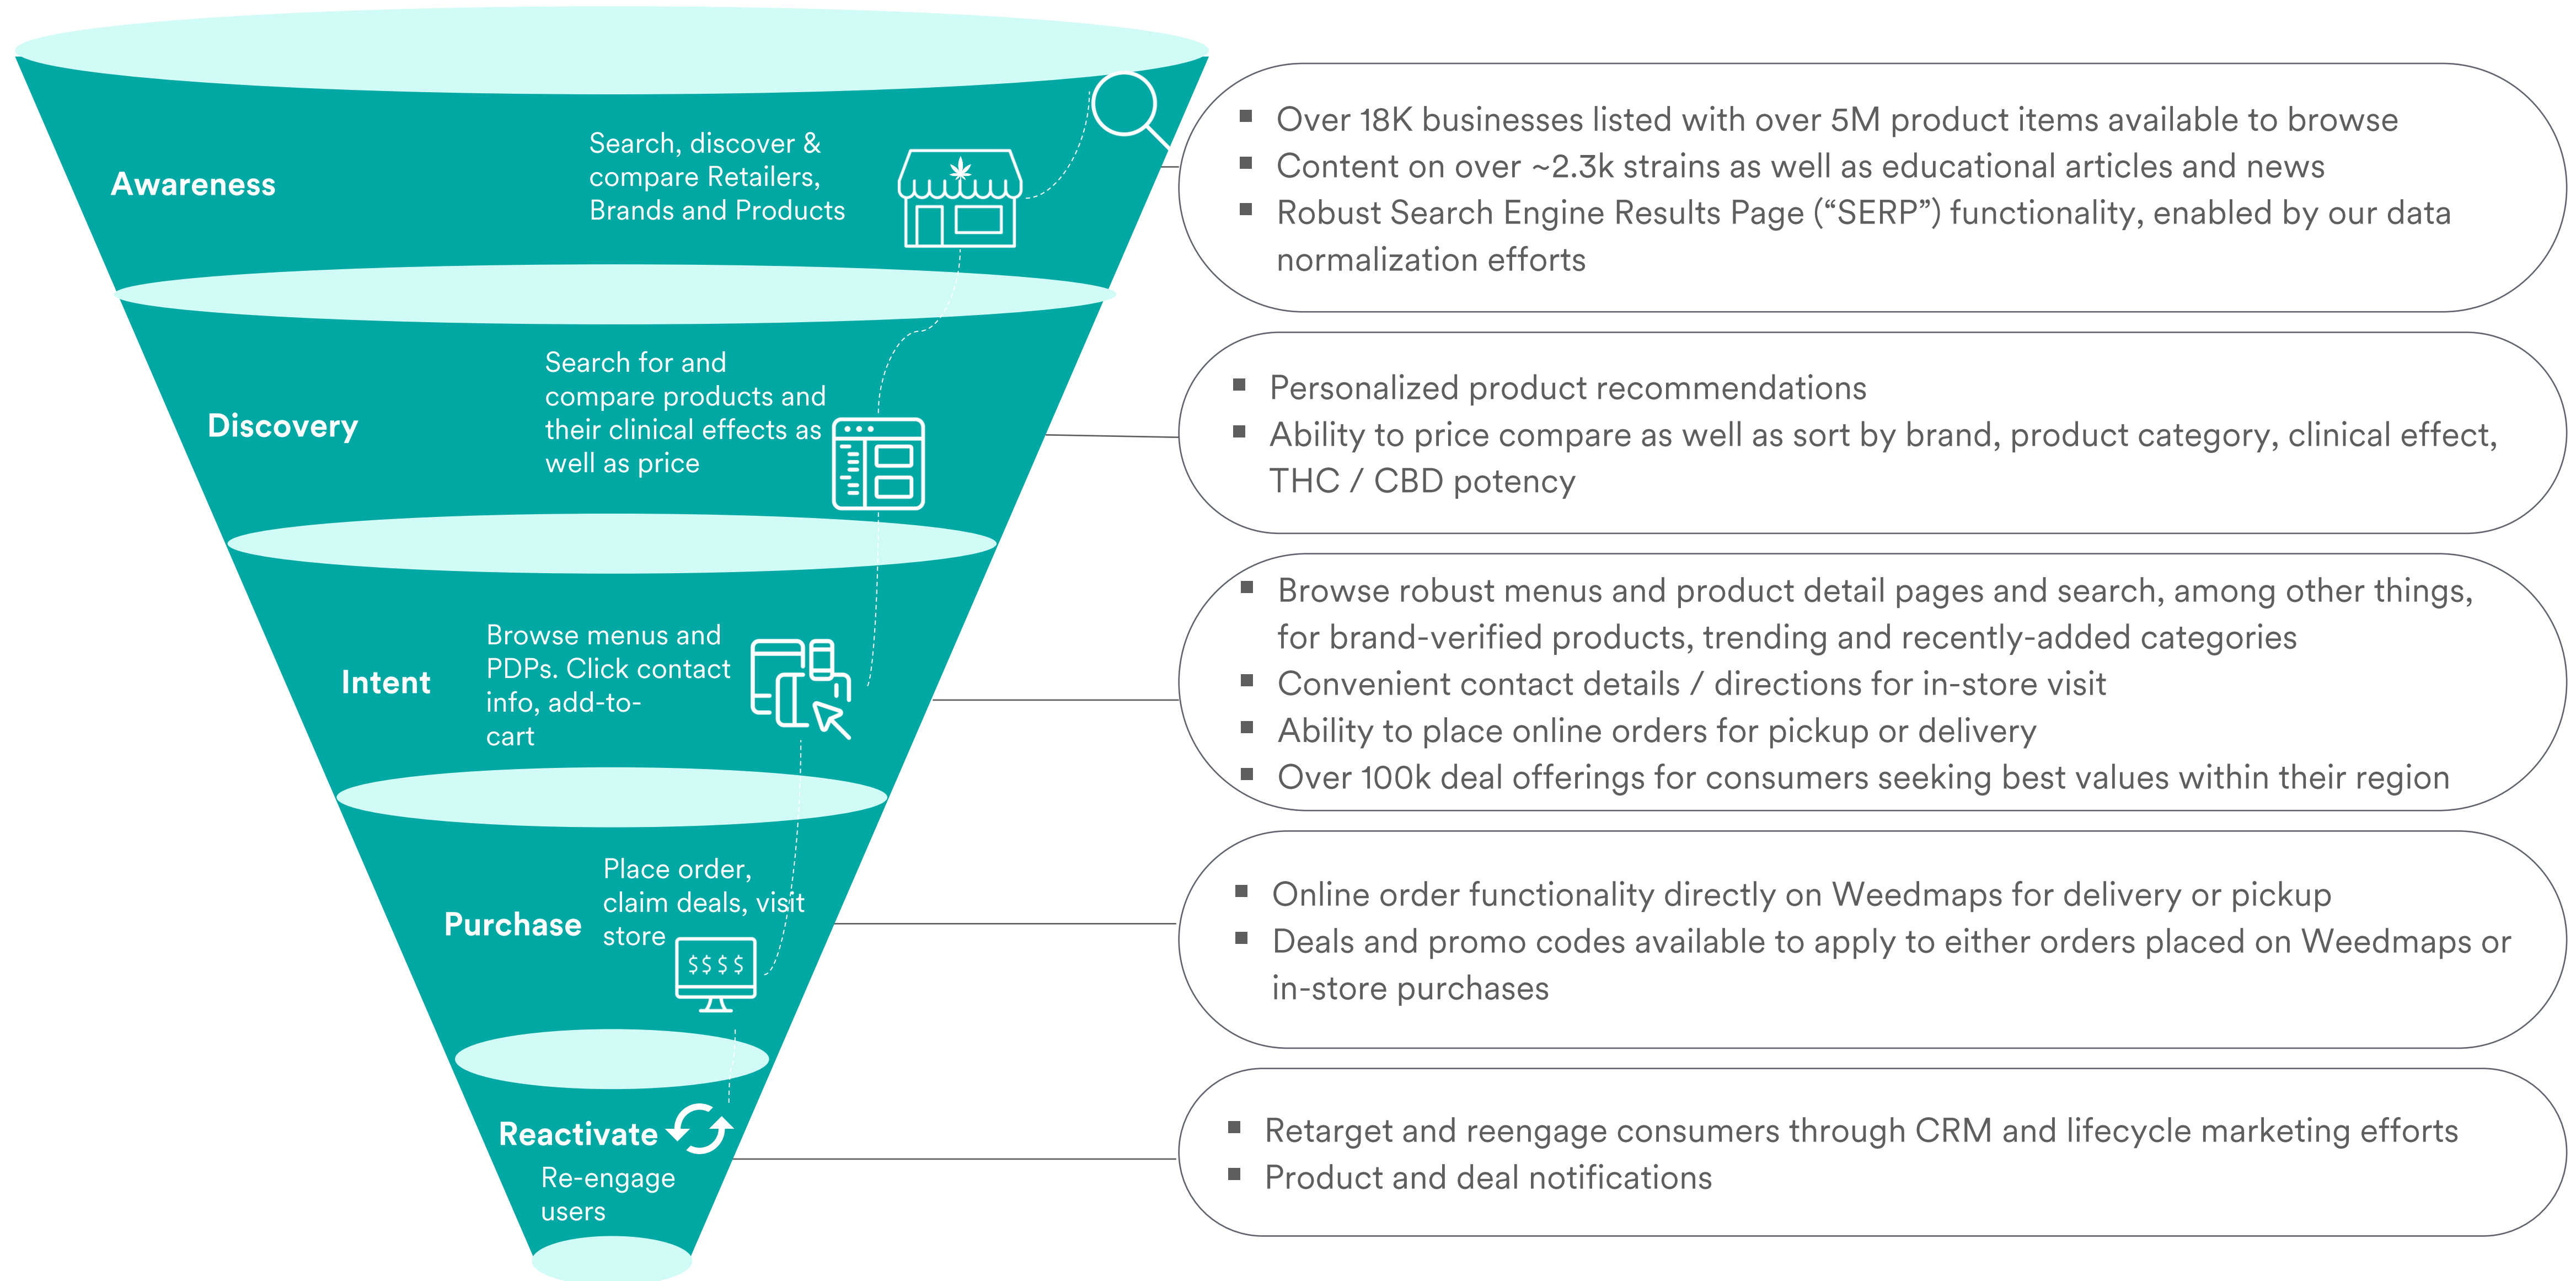 Awareness
Search, discover &
compare Retailers,
Brands and Products
▪ Over 18K businesses listed with over 5M product items available to browse
▪ Content on over ~2.3k strains as well as educational articles and news
▪ Robust Search Engine Results Page (“SERP”) functionality, enabled by our data
normalization efforts
Discovery
Search for and
compare products and
their clinical effects as
well as price
▪ Personalized product recommendations
▪ Ability to price compare as well as sort by brand, product category, clinical effect,
THC / CBD potency
Intent
Browse menus and
PDPs. Click contact
info, add-to-
cart
▪ Browse robust menus and product detail pages and search, among other things,
for brand-verified products, trending and recently-added categories
▪ Convenient contact details / directions for in-store visit
▪ Ability to place online orders for pickup or delivery
▪ Over 100k deal offerings for consumers seeking best values within their region
Purchase
Place order,
claim deals, visit
store
$$$$
▪ Online order functionality directly on Weedmaps for delivery or pickup
▪ Deals and promo codes available to apply to either orders placed on Weedmaps or
in-store purchases
Reactivate
Re-engage
users
▪ Retarget and reengage consumers through CRM and lifecycle marketing efforts
▪ Product and deal notifications